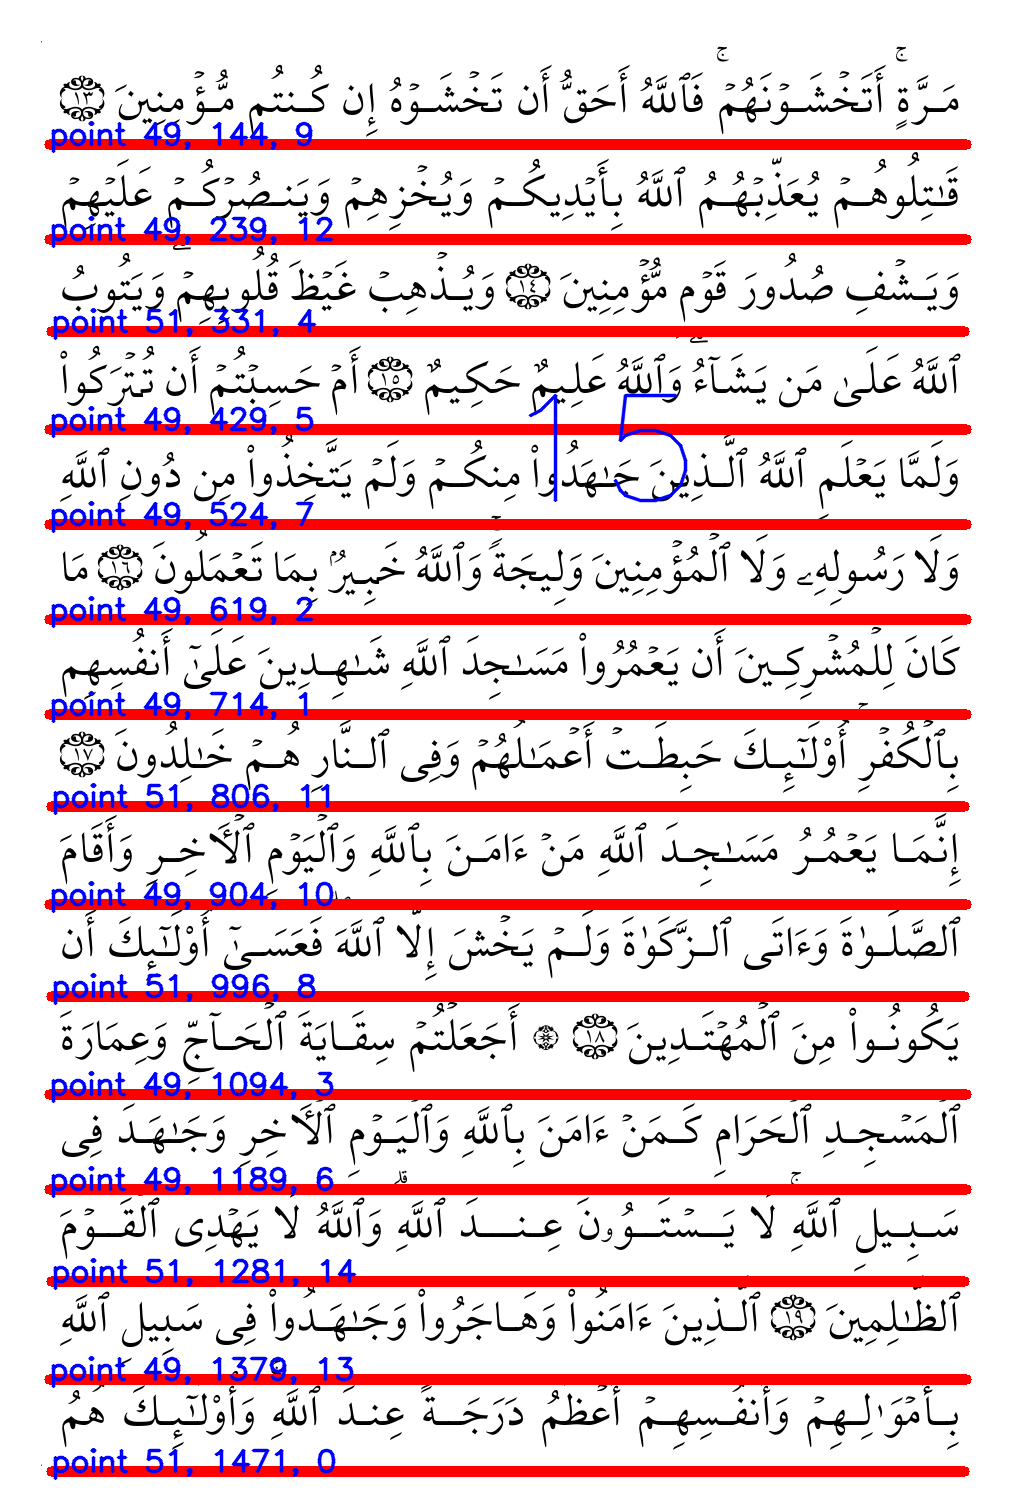 مَرَّةٍۚ أَتَخۡشَوۡنَهُمۡۚ فَٱللَّهُ أَحَقُّ أَن تَخۡشَوۡهُ إِن كُنتُم مُّؤۡمِنِينَ ١٣
point 49, 144, 9
قَٰتِلُوهُمۡ يُعَذِّبۡهُمُ ٱللَّهُ بِأَيۡدِيكُمۡ وَيُخۡزِهِمۡ وَيَنصُرۡكُمۡ عَلَيۡهِمۡ
point 49, 239, 12
وَيَشۡفِ صُدُورَ قَوۡمٖ مُّؤۡمِنِينَ ١٤ وَيُذۡهِبۡ غَيۡظَ قُلُوبِهِمۡۗ وَيَتُوبُ
point 51, 331, 4
ٱللَّهُ عَلَىٰ مَن يَشَآءُۗ وَٱللَّهُ عَلِيمٌ حَكِيمٌ ١٥ أَمۡ حَسِبۡتُمۡ أَن تُتۡرَكُواْ
point 49, 429, 5
15
وَلَمَّا يَعۡلَمِ ٱللَّهُ ٱلَّذِينَ جَٰهَدُواْ مِنكُمۡ وَلَمۡ يَتَّخِذُواْ مِن دُونِ ٱللَّهِ
point 49, 524, 7
وَلَا رَسُولِهِۦ وَلَا ٱلۡمُؤۡمِنِينَ وَلِيجَةٗۚ وَٱللَّهُ خَبِيرُۢ بِمَا تَعۡمَلُونَ ١٦ مَا
point 49, 619, 2
كَانَ لِلۡمُشۡرِكِينَ أَن يَعۡمُرُواْ مَسَٰجِدَ ٱللَّهِ شَٰهِدِينَ عَلَىٰٓ أَنفُسِهِم
point 49, 714, 1
بِٱلۡكُفۡرِۚ أُوْلَٰٓئِكَ حَبِطَتۡ أَعۡمَٰلُهُمۡ وَفِي ٱلنَّارِ هُمۡ خَٰلِدُونَ ١٧
point 51, 806, 11
إِنَّمَا يَعۡمُرُ مَسَٰجِدَ ٱللَّهِ مَنۡ ءَامَنَ بِٱللَّهِ وَٱلۡيَوۡمِ ٱلۡأٓخِرِ وَأَقَامَ
point 49, 904, 10
ٱلصَّلَوٰةَ وَءَاتَى ٱلزَّكَوٰةَ وَلَمۡ يَخۡشَ إِلَّا ٱللَّهَۖ فَعَسَىٰٓ أُوْلَٰٓئِكَ أَن
point 51, 996, 8
يَكُونُواْ مِنَ ٱلۡمُهۡتَدِينَ ١٨ ۞ أَجَعَلۡتُمۡ سِقَايَةَ ٱلۡحَآجِّ وَعِمَارَةَ
point 49, 1094, 3
ٱلۡمَسۡجِدِ ٱلۡحَرَامِ كَمَنۡ ءَامَنَ بِٱللَّهِ وَٱلۡيَوۡمِ ٱلۡأٓخِرِ وَجَٰهَدَ فِي
point 49, 1189, 6
سَبِيلِ ٱللَّهِۚ لَا يَسۡتَوُۥنَ عِندَ ٱللَّهِۗ وَٱللَّهُ لَا يَهۡدِي ٱلۡقَوۡمَ
point 51, 1281, 14
ٱلظَّٰلِمِينَ ١٩ ٱلَّذِينَ ءَامَنُواْ وَهَاجَرُواْ وَجَٰهَدُواْ فِي سَبِيلِ ٱللَّهِ
point 49, 1379, 13
بِأَمۡوَٰلِهِمۡ وَأَنفُسِهِمۡ أَعۡظَمُ دَرَجَةً عِندَ ٱللَّهِۚ وَأُوْلَٰٓئِكَ هُمُ
point 51, 1471, 0